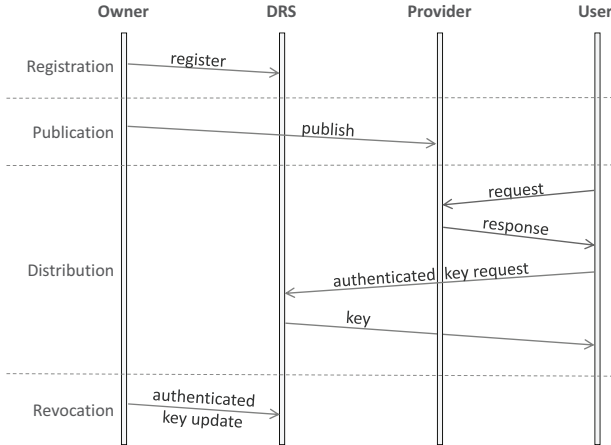 Owner DRS Provider User
Registration register
Publication publish
request
response
Distribution authenticated key request
key
authenticated
Revocation key update